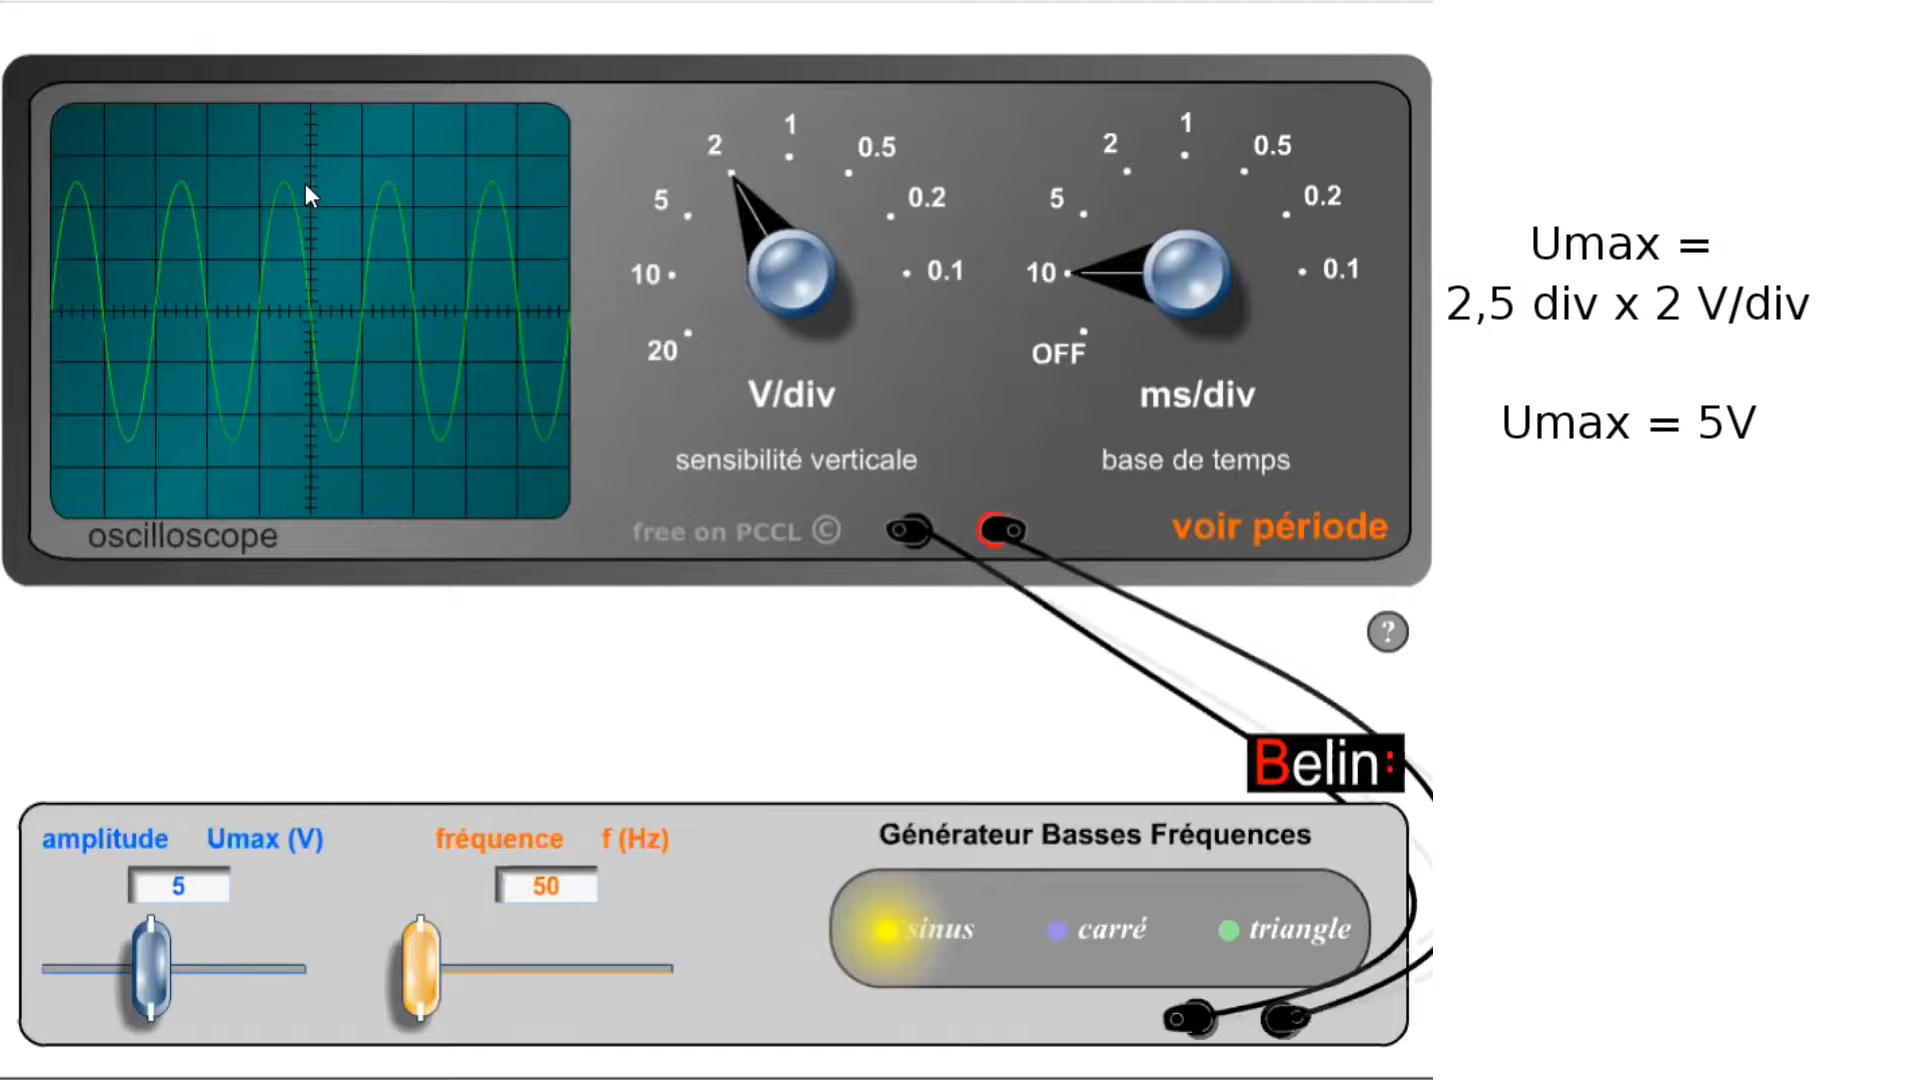 1
2
0.5
5
0.2
10
0.1
20
V/div
sensibilité verticale
1
2
0.5
5
0.2
10
0.1
OFF
ms/div
base de temps
oscilloscope
free on PCCL ©
voir période
Umax =
2,5 div x 2 V/div
Umax = 5V
?
Belin:
amplitude Umax (V)
5
fréquence f (Hz)
50
Générateur Basses Fréquences
sinus carré triangle